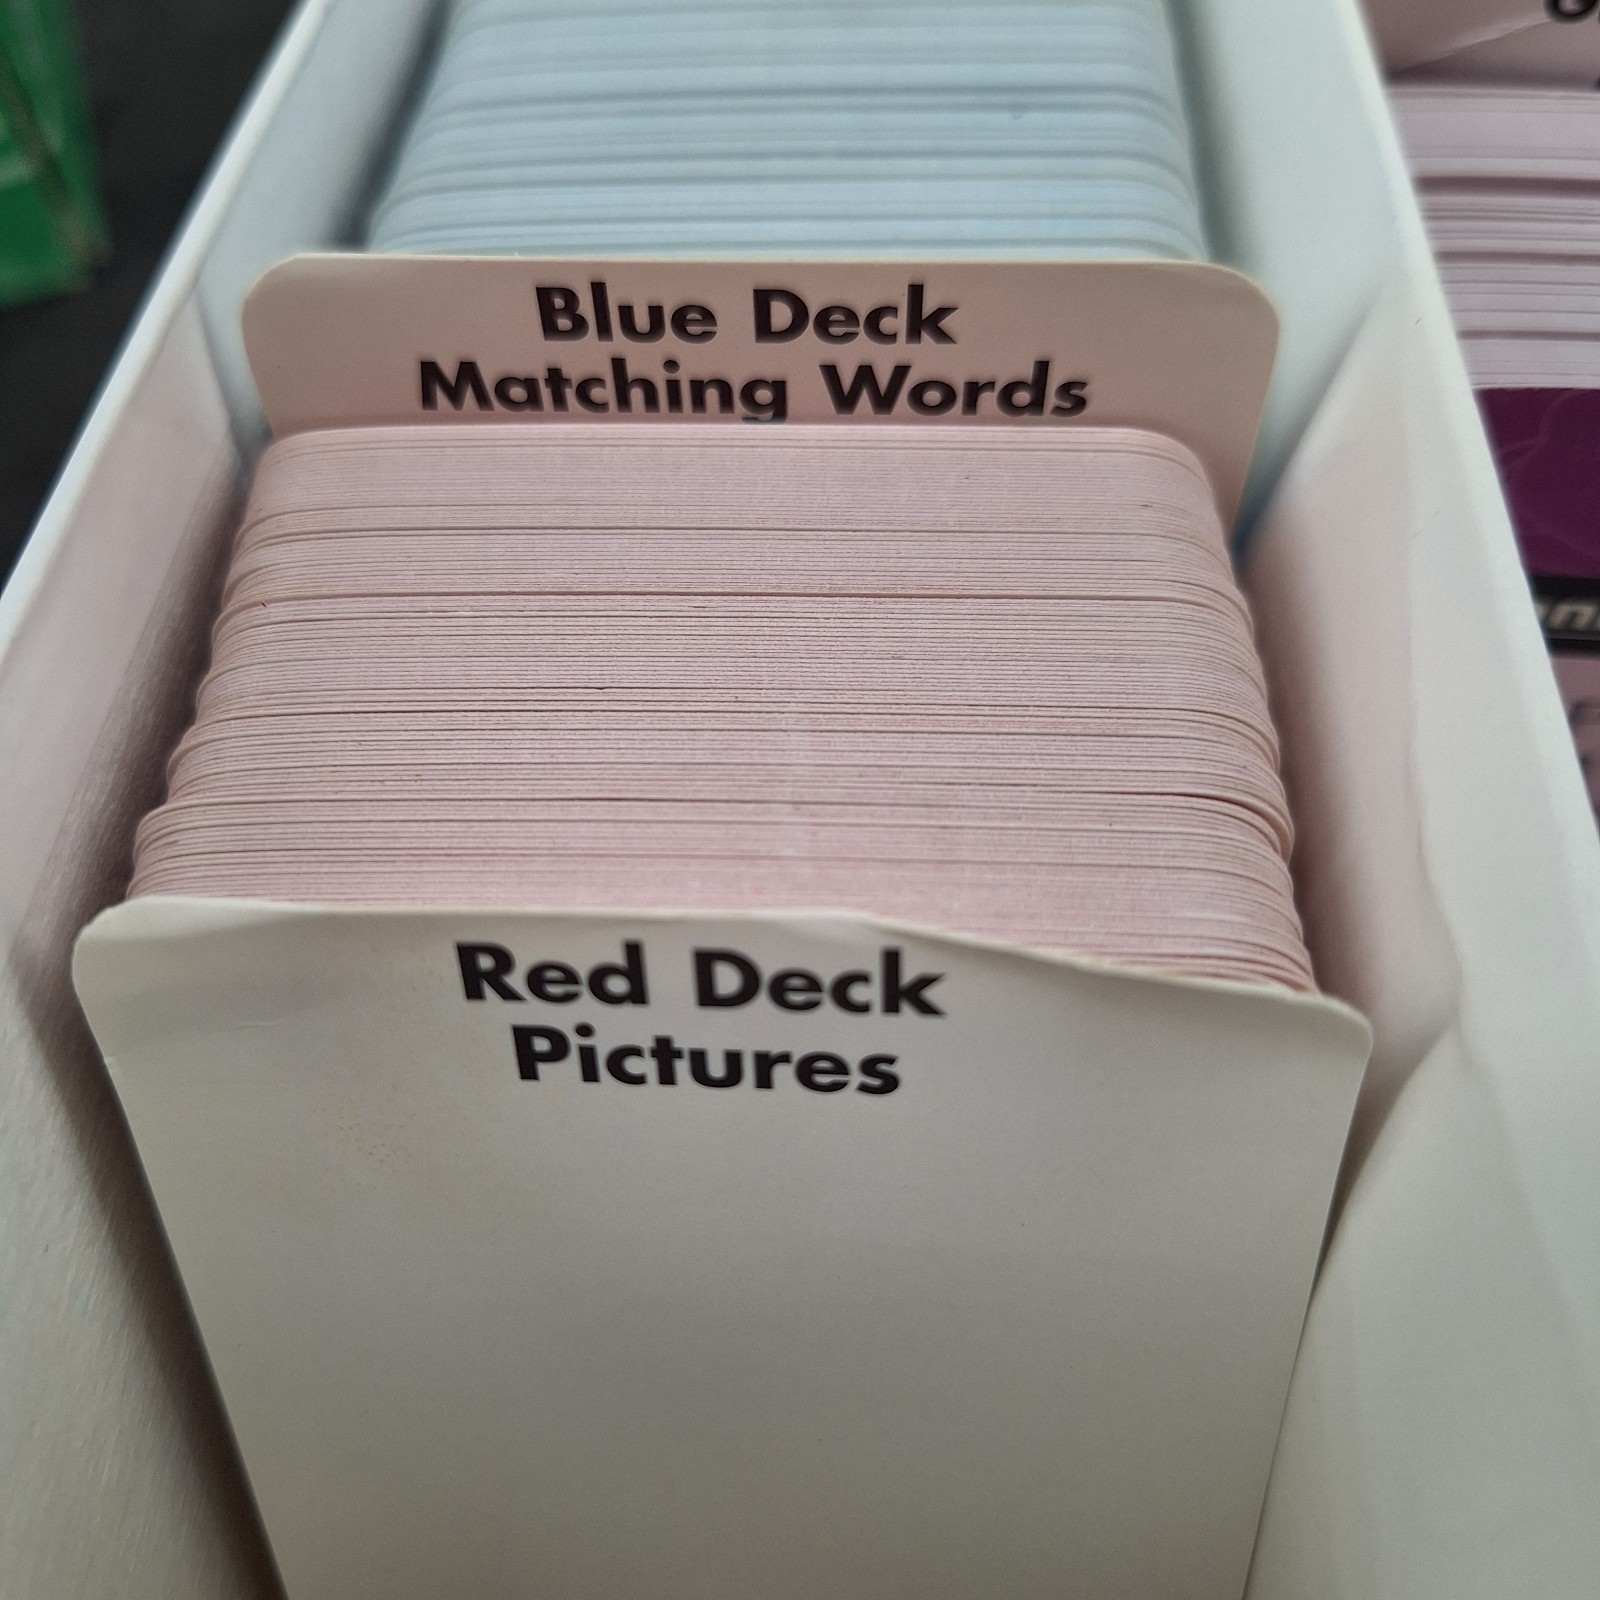 Blue Deck
Matching Words
Red Deck
Pictures